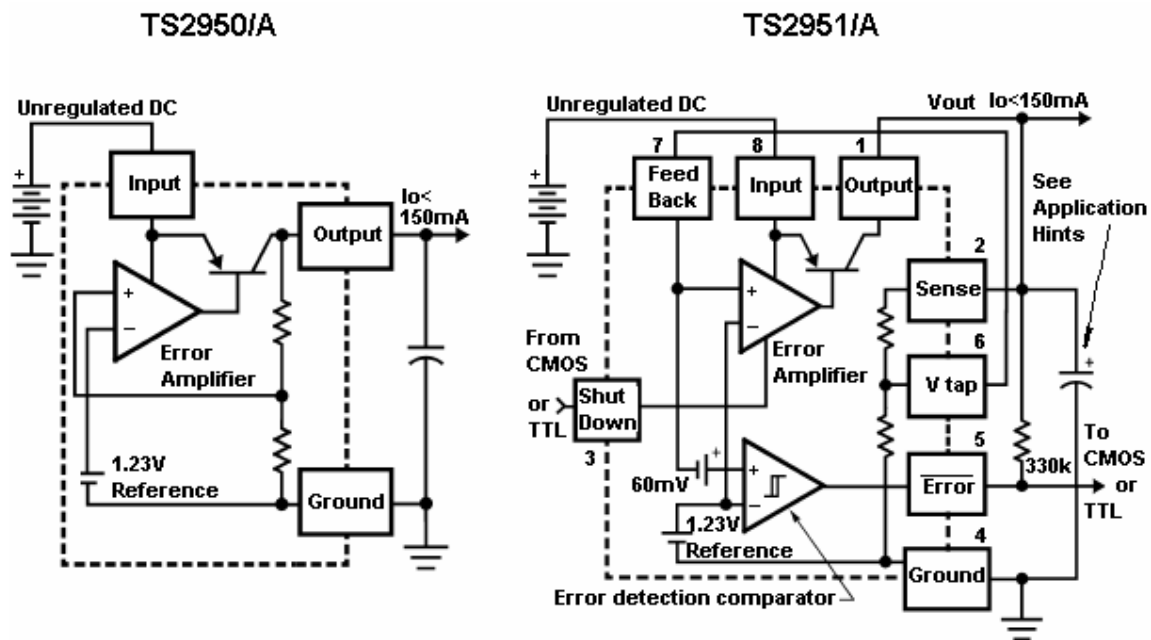 TS2950/A
Unregulated DC
+
Input
Io<
150mA
Output
+
−
Error
Amplifier
1.23V
Reference
Ground
TS2951/A
Unregulated DC
Vout Io<150mA
7
8
1
+
Feed
Back
Input
Output
See
Application
Hints
2
Sense
+
−
Error
Amplifier
6
V tap
+
From
CMOS
or
TTL
Shut
Down
3
5
Error
330k
To
CMOS
or
TTL
60mV
+
+
−
1.23V
Reference
4
Ground
Error detection comparator